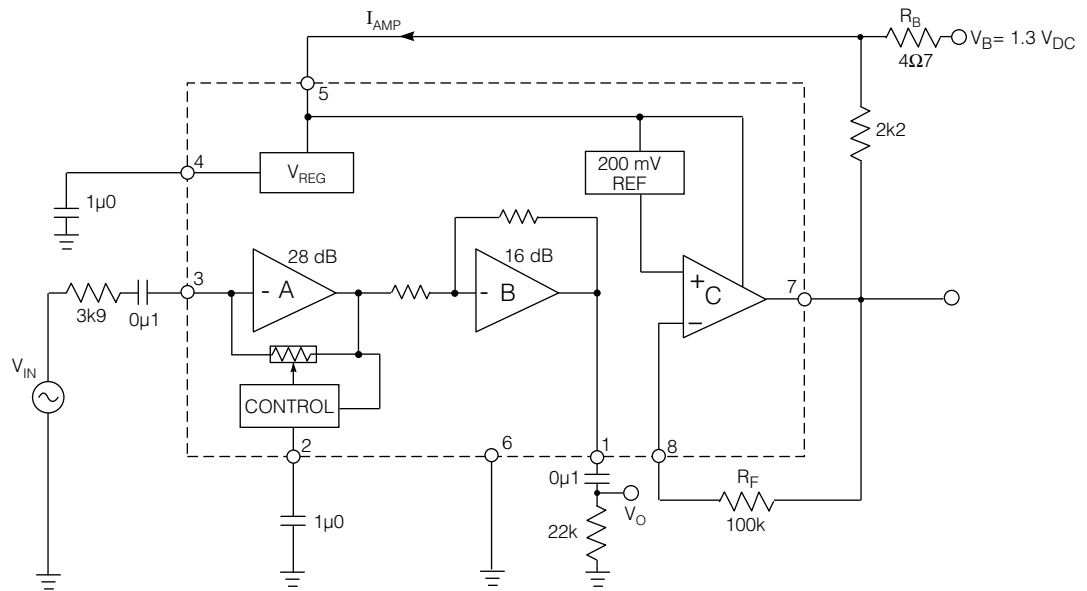 I_AMP
R_B
V_B= 1.3 V_DC
4Ω7
5
2k2
4
V_REG
200 mV
REF
1µ0
28 dB
16 dB
3
- A
- B
+
C
−
7
3k9
0µ1
V_IN
CONTROL
2
6
1
8
0µ1
R_F
V_O
1µ0
22k
100k